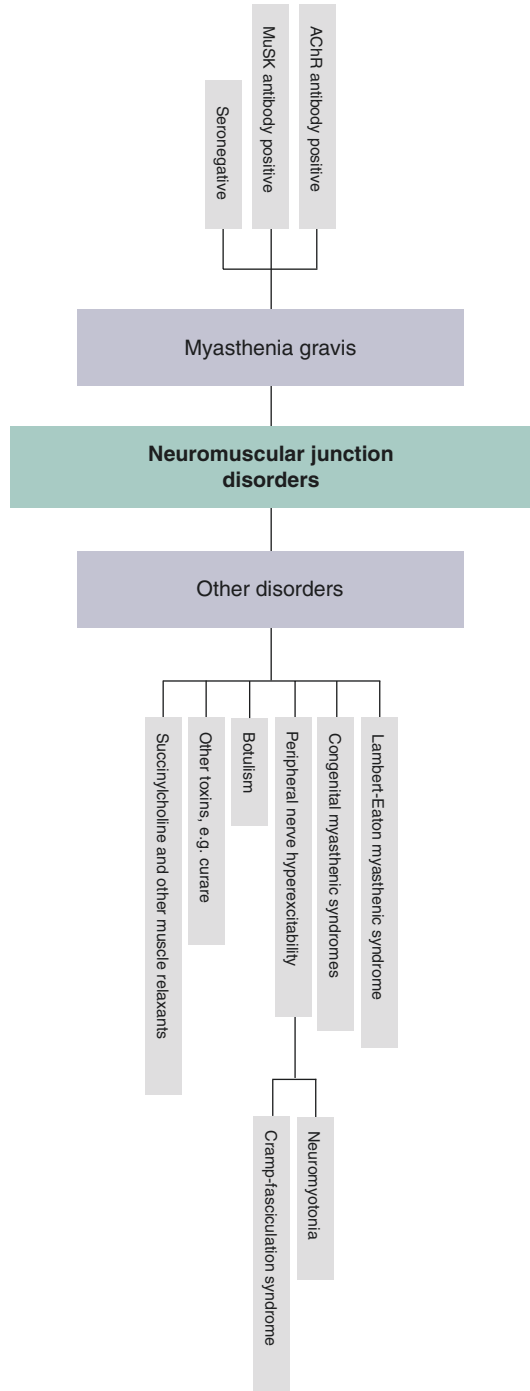 AChR antibody positive
MuSK antibody positive
Seronegative
Myasthenia gravis
Neuromuscular junction
disorders
Other disorders
Lambert-Eaton myasthenic syndrome
Congenital myasthenic syndromes
Peripheral nerve hyperexcitability
Botulism
Other toxins, e.g. curare
Succinylcholine and other muscle relaxants
Neuromyotonia
Cramp-fasciculation syndrome